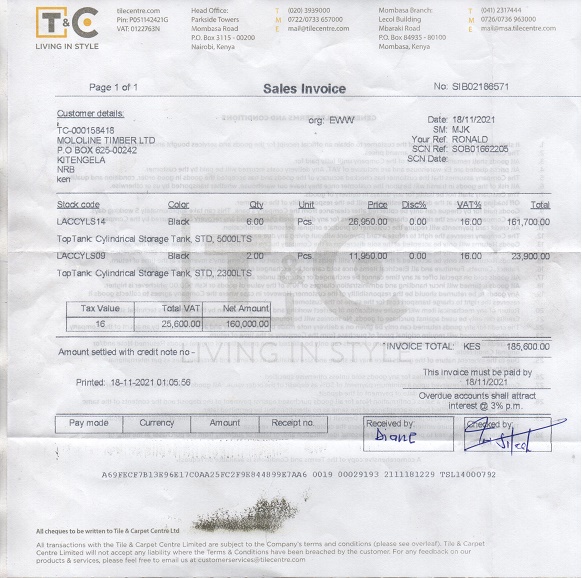 T&C
LIVING IN STYLE
tilecentre.com
Pin: P051142421G
VAT: 0122763N
Head Office:
Parkside Towers
Mombasa Road
P.O. Box 3115 - 00200
Nairobi, Kenya
T (020) 3939000
M 0722/0733 657000
E mail@tilecentre.com
Mombasa Branch:
Lecol Building
Mbaraki Road
P.O. Box 84935 - 80100
Mombasa, Kenya
T (041) 2317444
M 0726/0736 963000
E mail@msa.tilecentre.com
Page 1 of 1
Sales Invoice
No: SIB02186571
Customer details:
TC-000158418
MOLOLINE TIMBER LTD
P.O BOX 625-00242
KITENGELA
NRB
ken
org: EWW
Date: 18/11/2021
SM: MJK
Your Ref: RONALD
SCN Ref: SOB01662205
SCN Date:
Stock code Color Qty Unit Price Disc% VAT% Total
LACCYLS14 Black 6.00 Pcs 26,950.00 0.00 16.00 161,700.00
TopTank: Cylindrical Storage Tank, STD, 5000LTS
LACCYLS09 Black 2.00 Pcs 11,950.00 0.00 16.00 23,900.00
TopTank: Cylindrical Storage Tank, STD, 2300LTS
T&C
LIVING IN STYLE
Tax Value Total VAT Net Amount
16 25,600.00 160,000.00
INVOICE TOTAL: KES 185,600.00
Amount settled with credit note no -
This invoice must be paid by
18/11/2021
Printed: 18-11-2021 01:05:56
Overdue accounts shall attract
interest @ 3% p.m.
Pay mode Currency Amount Receipt no.
Received by:
Diane
Checked by:
A69FECF7B13E96E17C0AA25FC2F9E844899E7AA6 0019 00029193 2111181229 TSL14000792
All cheques to be written to Tile & Carpet Centre Ltd
All transactions with the Tile & Carpet Centre Limited are subject to the Company's terms and conditions (please see overleaf). Tile & Carpet
Centre Limited will not accept any liability where the Terms & Conditions have been breached by the customer. For any feedback on our
products & services, please feel free to email us at customerservices@tilecentre.com